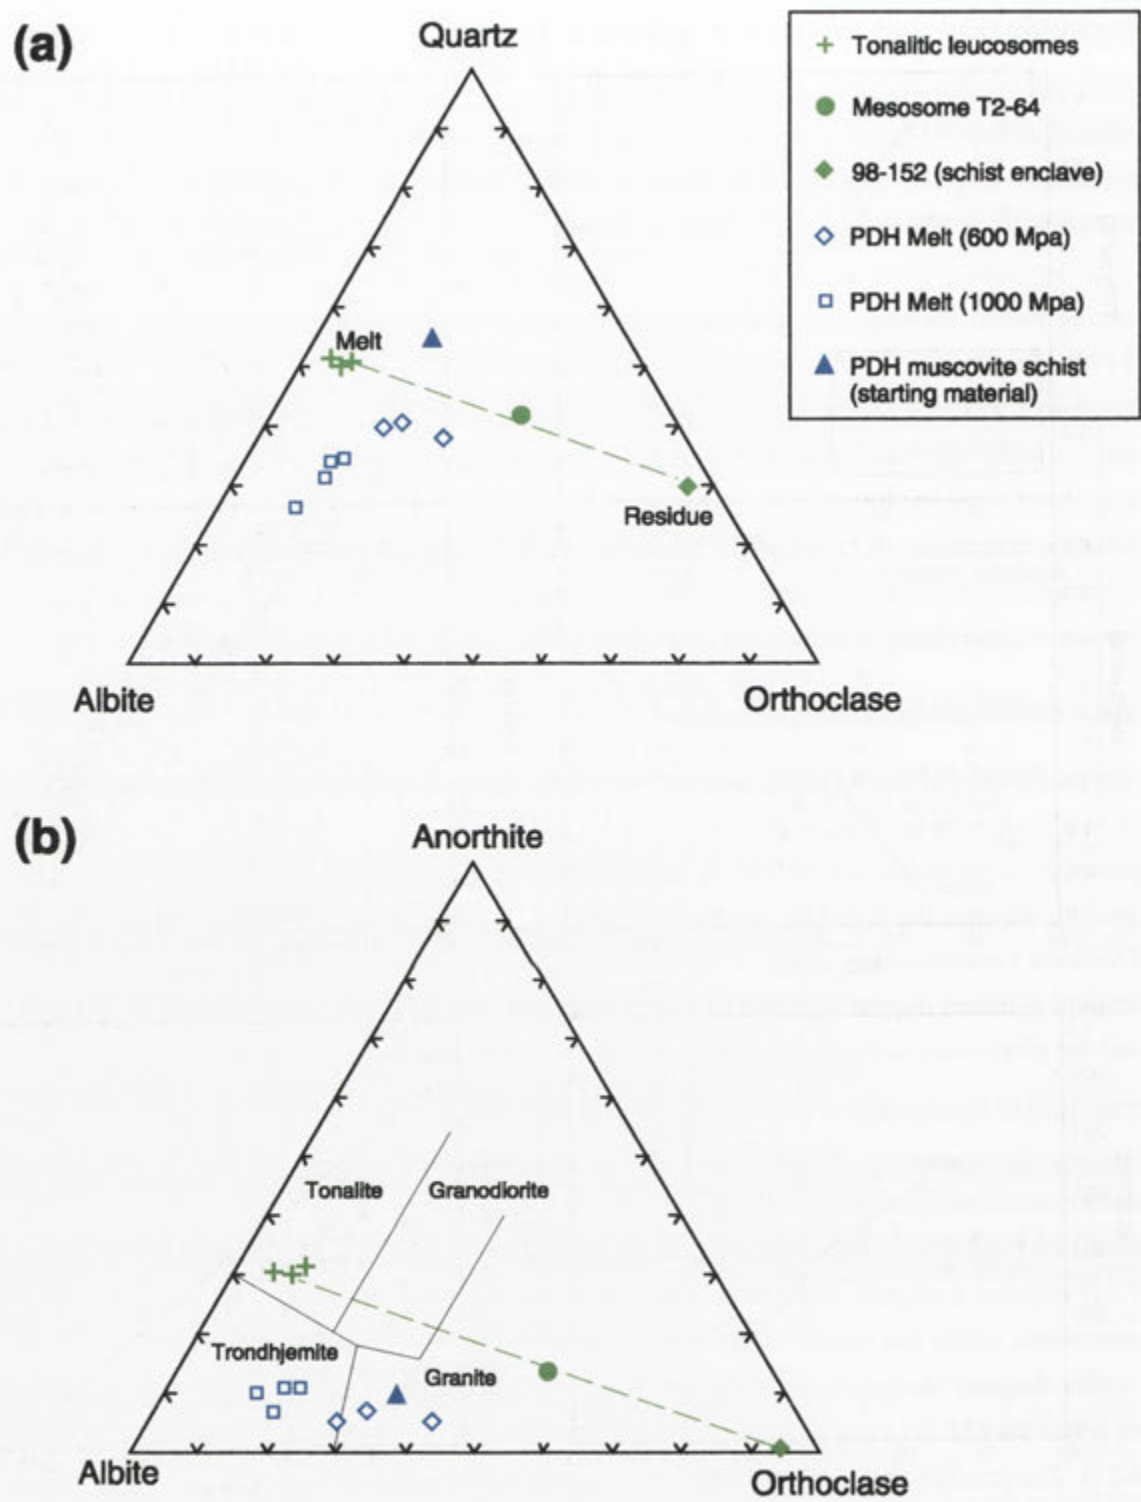 (a)
Quartz
Tonalitic leucosomes
Mesosome T2-64
98-152 (schist enclave)
PDH Melt (600 Mpa)
PDH Melt (1000 Mpa)
PDH muscovite schist
(starting material)
Melt
Residue
Albite
Orthoclase
(b)
Anorthite
Tonalite
Granodiorite
Trondhjemite
Granite
Albite
Orthoclase